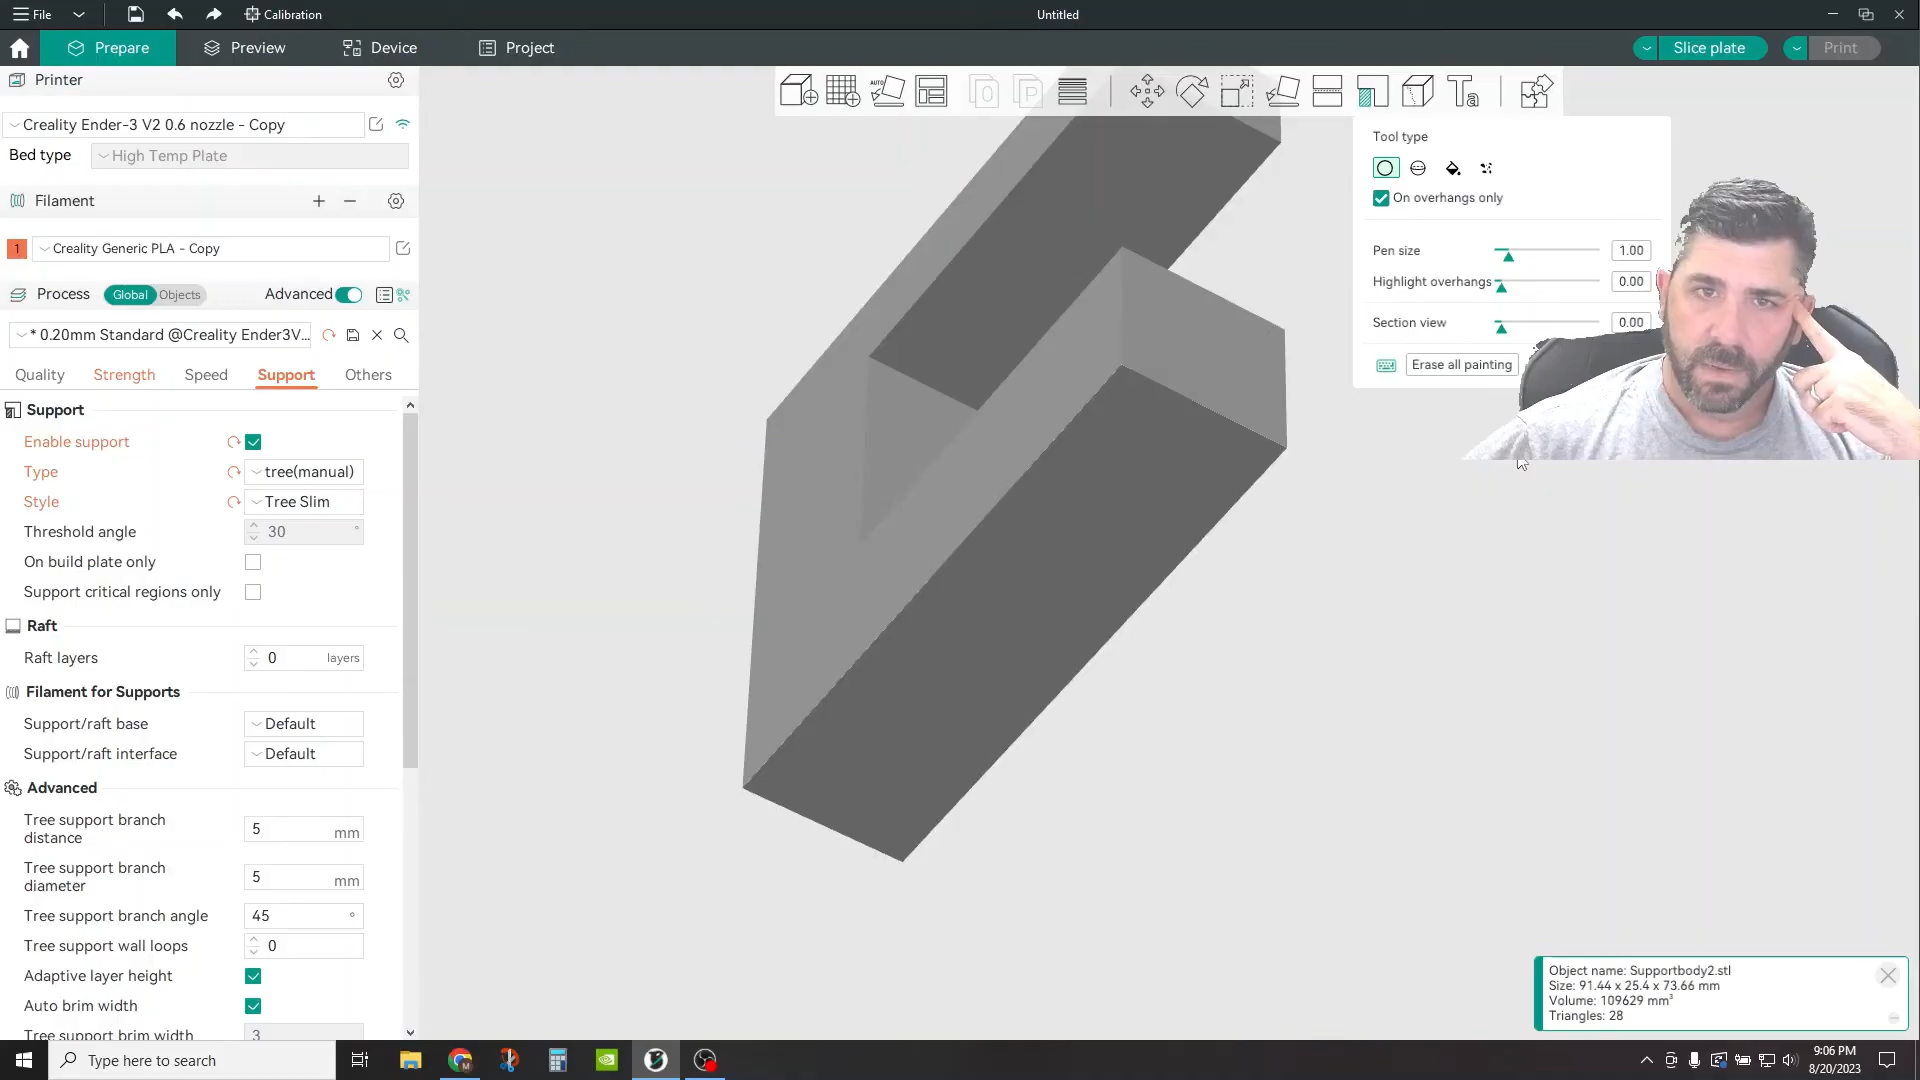 File
Calibration
Untitled
Prepare
Preview
Device
Project
Slice plate
Print
Printer
Creality Ender-3 V2 0.6 nozzle - Copy
Bed type
High Temp Plate
Filament
1
Creality Generic PLA - Copy
Process
Global
Objects
Advanced
* 0.20mm Standard @Creality Ender3V...
Quality
Strength
Speed
Support
Others
Support
Enable support
Type
tree(manual)
Style
Tree Slim
Threshold angle
30 °
On build plate only
Support critical regions only
Raft
Raft layers
0 layers
Filament for Supports
Support/raft base
Default
Support/raft interface
Default
Advanced
Tree support branch
distance
5 mm
Tree support branch
diameter
5 mm
Tree support branch angle
45 °
Tree support wall loops
0
Adaptive layer height
Auto brim width
Tree support brim width
3
AUTO
Tool type
On overhangs only
Pen size
1.00
Highlight overhangs
0.00
Section view
0.00
Erase all painting
Object name: Supportbody2.stl
Size: 91.44 x 25.4 x 73.66 mm
Volume: 109629 mm³
Triangles: 28
Type here to search
9:06 PM
8/20/2023